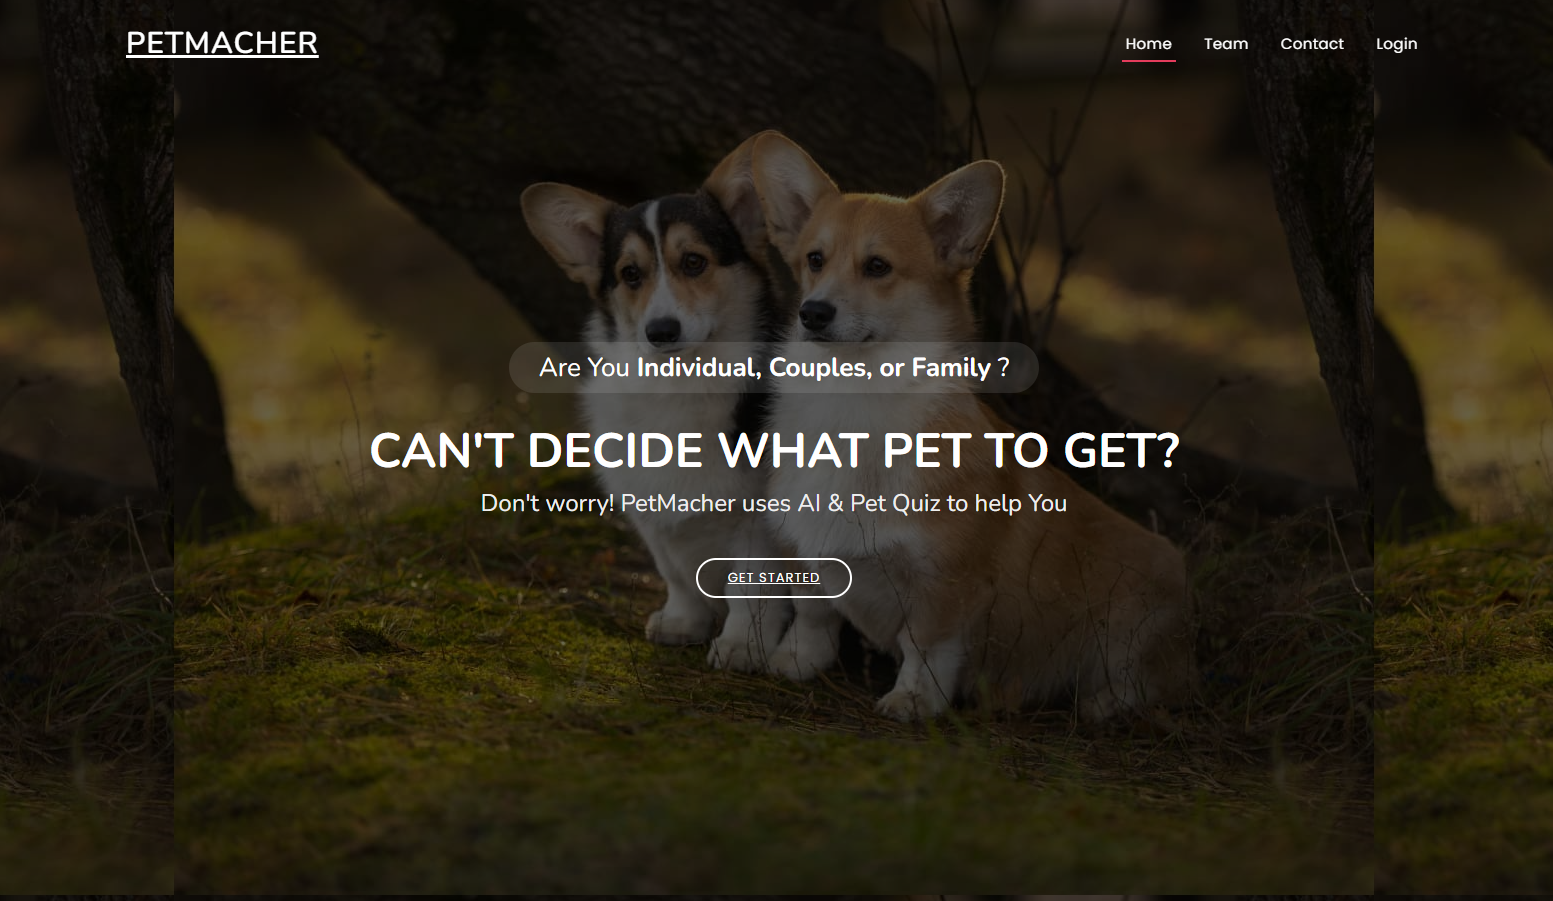 PETMACHER
Home Team Contact Login
Are You Individual, Couples, or Family ?
CAN'T DECIDE WHAT PET TO GET?
Don't worry! PetMacher uses AI & Pet Quiz to help You
GET STARTED